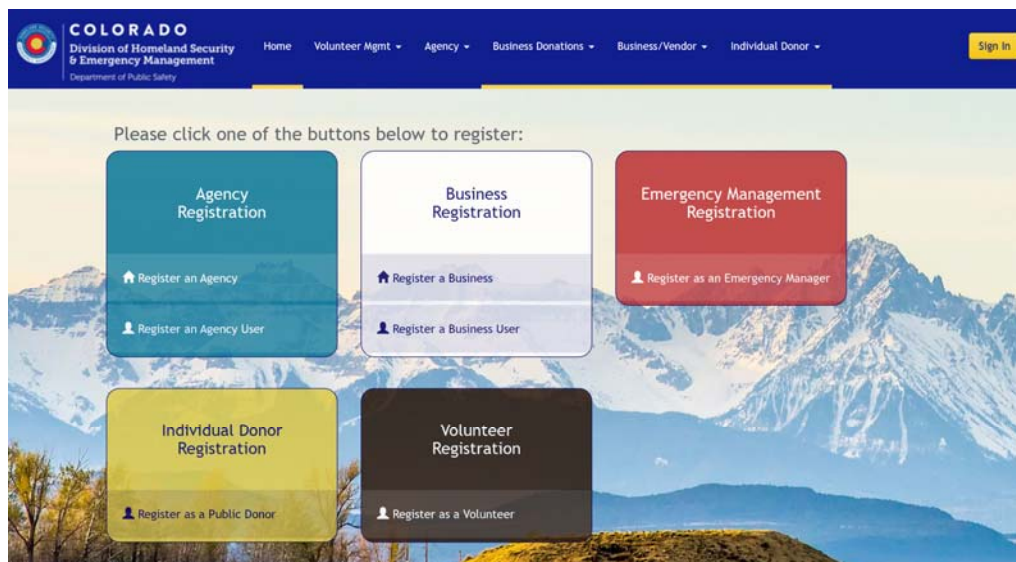 COLORADO
Division of Homeland Security
& Emergency Management
Department of Public Safety
Home Volunteer Mgmt Agency Business Donations Business/Vendor Individual Donor Sign In
Please click one of the buttons below to register:
Agency
Registration
Register an Agency
Register an Agency User
Business
Registration
Register a Business
Register a Business User
Emergency Management
Registration
Register as an Emergency Manager
Individual Donor
Registration
Register as a Public Donor
Volunteer
Registration
Register as a Volunteer